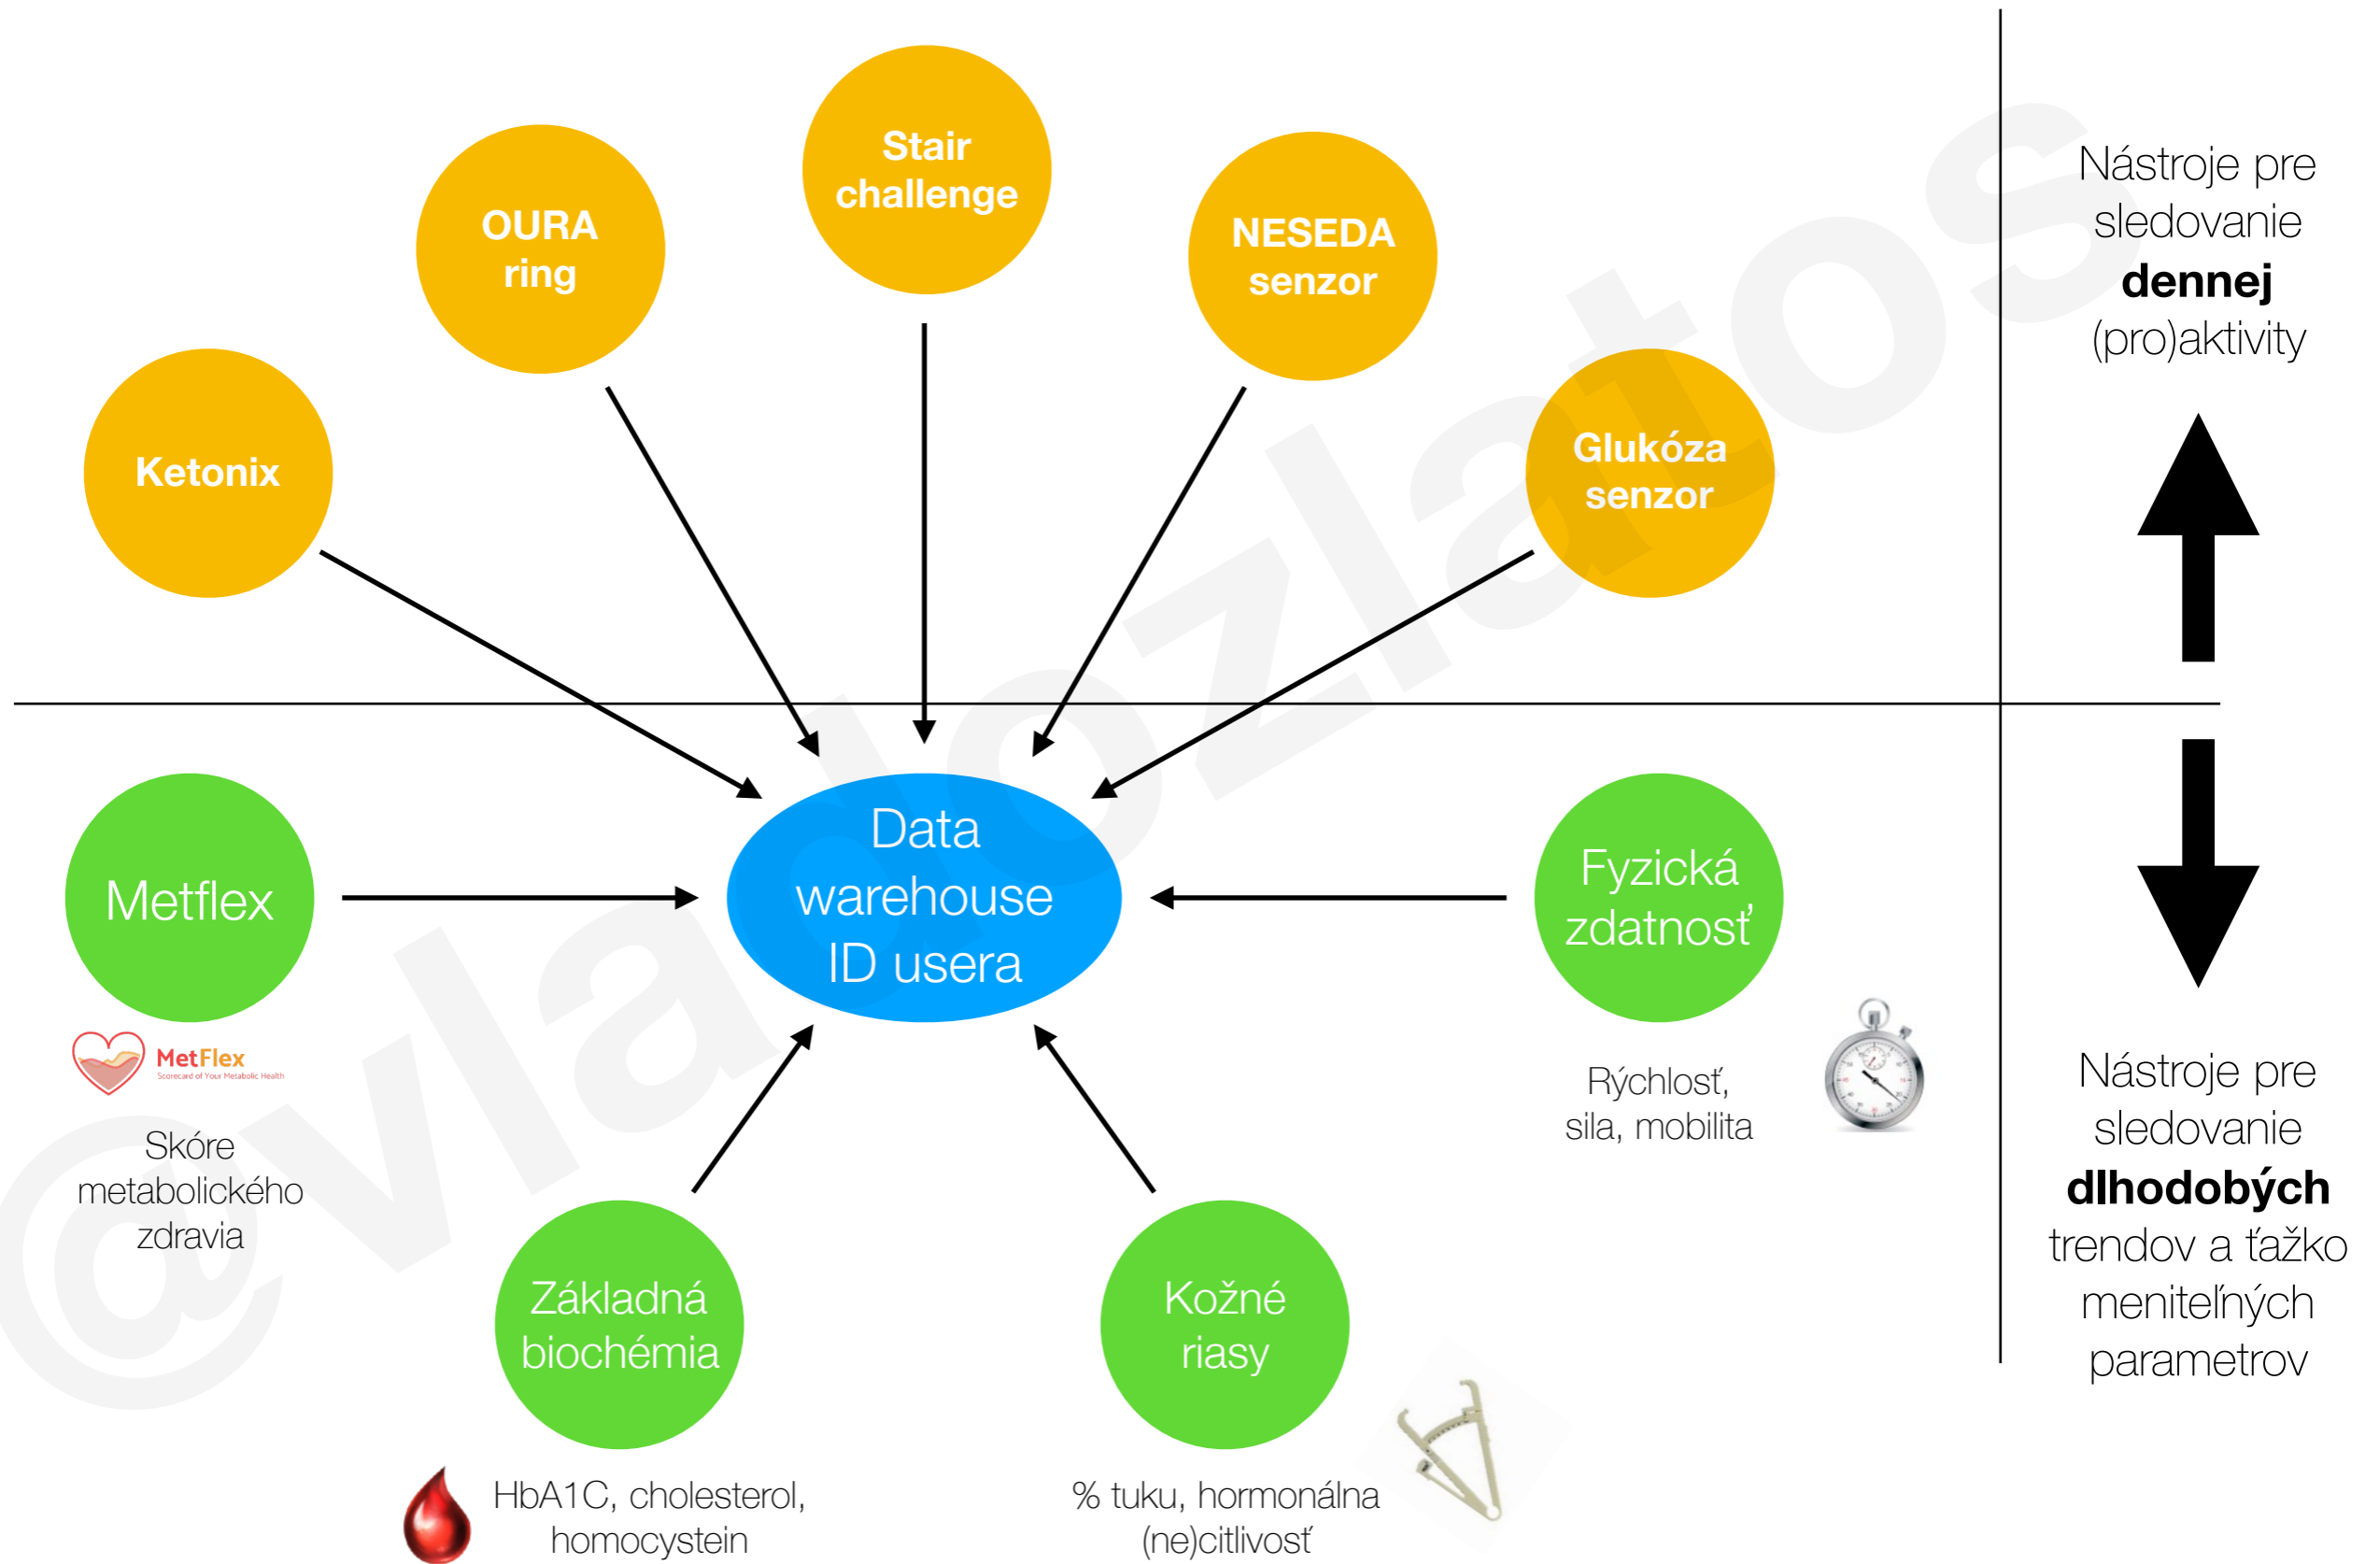 Stair
challenge
OURA
ring
NESEDA
senzor
Ketonix
Glukóza
senzor
Nástroje pre
sledovanie
dennej
(pro)aktivity
Metflex
Data
warehouse
ID usera
Fyzická
zdatnosť
MetFlex
Scorecard of Your Metabolic Health
Skóre
metabolického
zdravia
Rýchlosť,
sila, mobilita
Základná
biochémia
Kožné
riasy
HbA1C, cholesterol,
homocystein
% tuku, hormonálna
(ne)citlivosť
Nástroje pre
sledovanie
dlhodobých
trendov a ťažko
meniteľných
parametrov
@vladozlatos